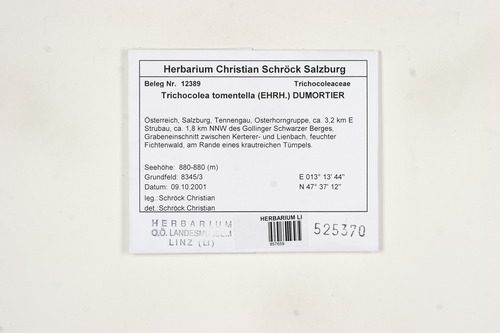 Herbarium Christian Schröck Salzburg
Beleg Nr. 12389 Trichocoleaceae
Trichocolea tomentella (EHRH.) DUMORTIER
Österreich, Salzburg, Tennengau, Osterhorngruppe, ca. 3,2 km E
Strubau, ca. 1,8 km NNW des Gollinger Schwarzer Berges,
Grabeneinschnitt zwischen Kerterer- und Lienbach, feuchter
Fichtenwald, am Rande eines krautreichen Tümpels.
Seehöhe: 880-880 (m)
Grundfeld: 8345/3 E 013° 13' 44"
Datum: 09.10.2001 N 47° 37' 12"
leg.: Schröck Christian
det.: Schröck Christian
HERBARIUM
O.Ö. LANDESMUSEUM
LINZ (LI)
HERBARIUM LI
857659
525370